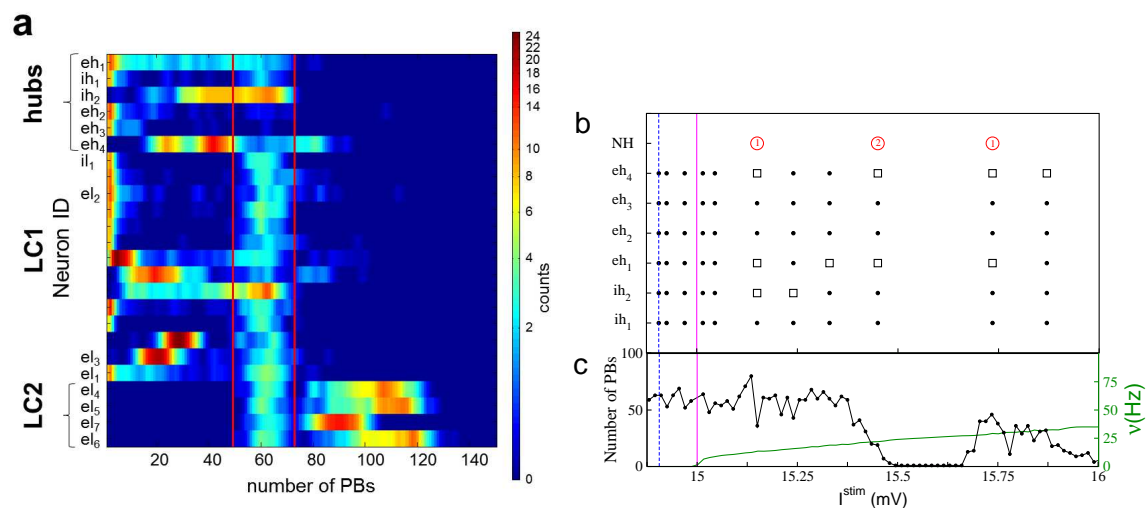 a
hubs
LC1
LC2
Neuron ID
eh1
ih1
ih2
eh2
eh3
eh4
il1
el2
el3
el1
el4
el5
el7
el6
20 40 60 80 100 120 140
number of PBs
24
22
20
18
16
14
12
10
8
6
4
2
0
counts
b
NH
eh4
eh3
eh2
eh1
ih2
ih1
1 2 1
c
Number of PBs
100
50
0
75
50
25
0
ν(Hz)
15 15.25 15.5 15.75 16
Istim (mV)